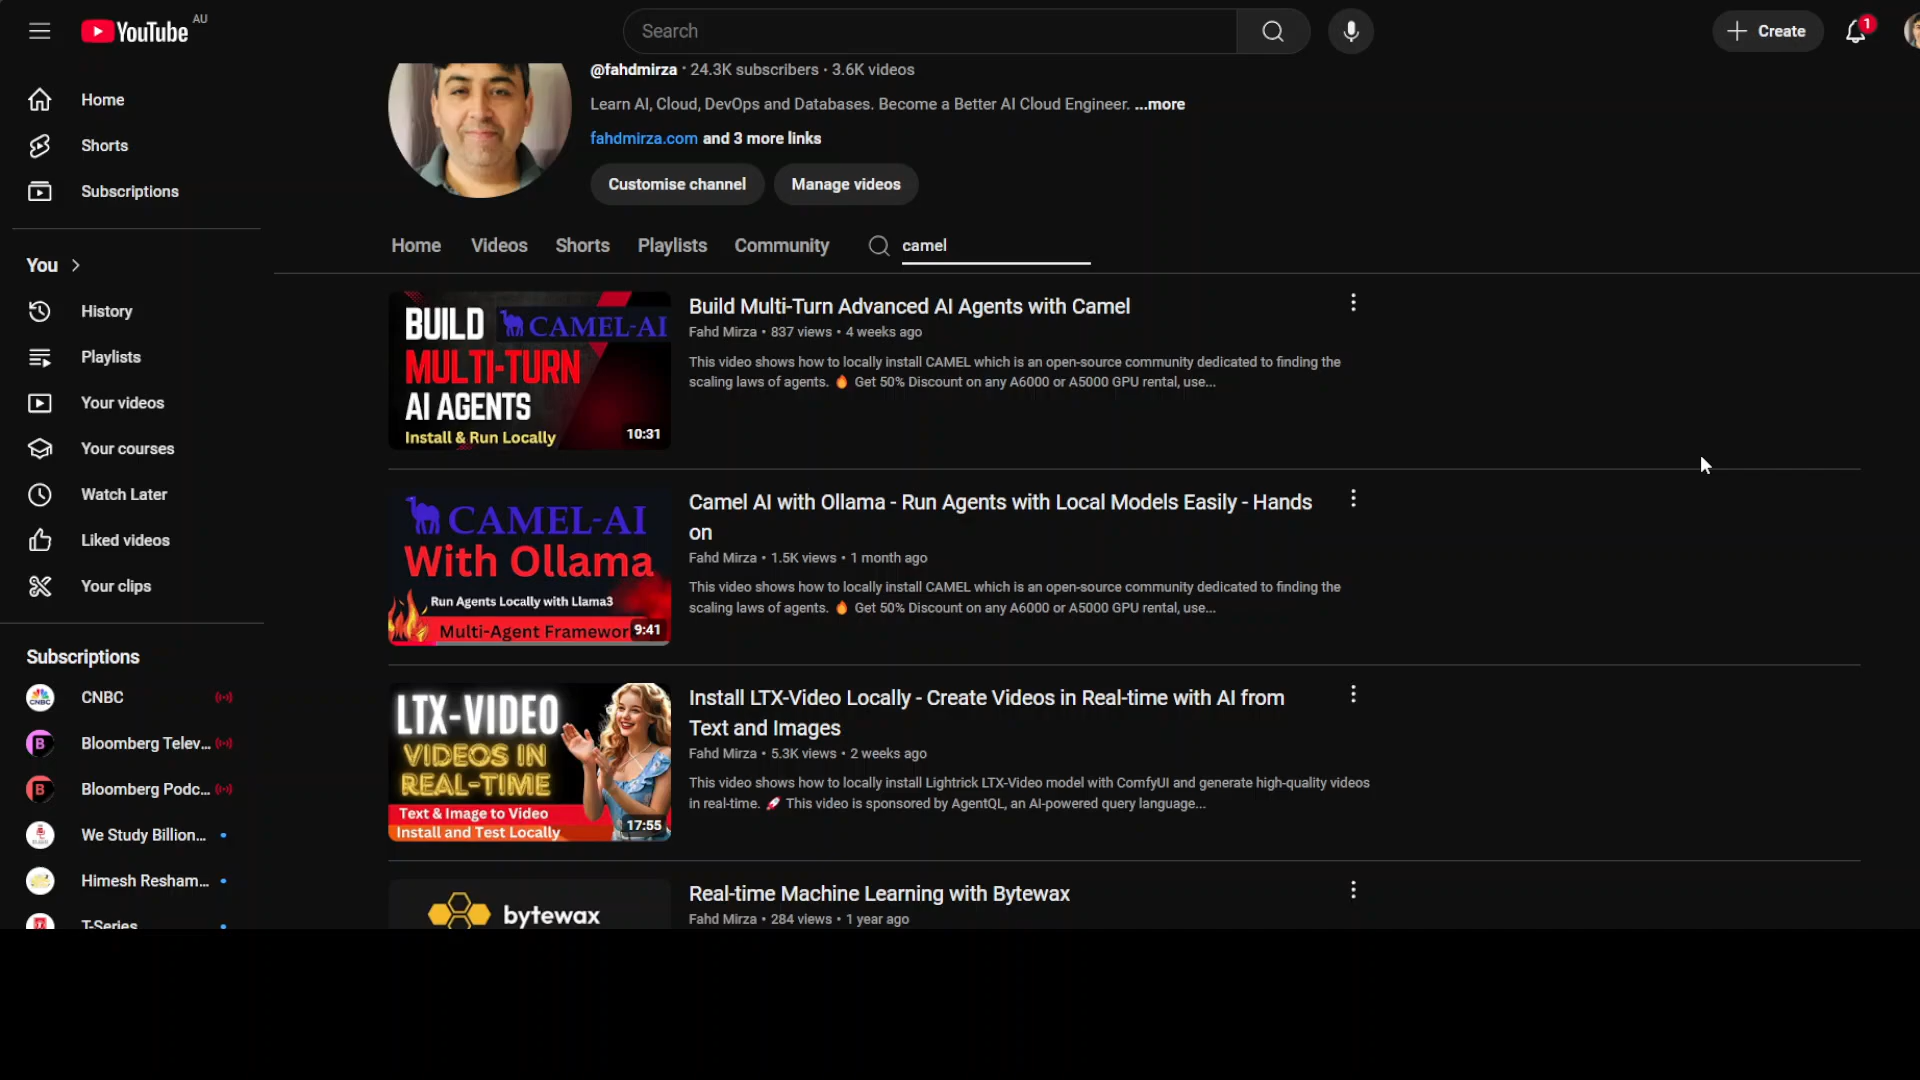 YouTube AU
Search
Create
1
Home
Shorts
Subscriptions
You
History
Playlists
Your videos
Your courses
Watch Later
Liked videos
Your clips
Subscriptions
CNBC
Bloomberg Telev...
Bloomberg Podc...
We Study Billion...
Himesh Resham...
T-Series
@fahdmirza · 24.3K subscribers · 3.6K videos
Learn AI, Cloud, DevOps and Databases. Become a Better AI Cloud Engineer. ...more
fahdmirza.com and 3 more links
Customise channel
Manage videos
Home Videos Shorts Playlists Community camel
BUILD CAMEL-AI
MULTI-TURN
AI AGENTS
Install & Run Locally
10:31
Build Multi-Turn Advanced AI Agents with Camel
Fahd Mirza • 837 views • 4 weeks ago
This video shows how to locally install CAMEL which is an open-source community dedicated to finding the
scaling laws of agents. 🔥 Get 50% Discount on any A6000 or A5000 GPU rental, use...
CAMEL-AI
With Ollama
Run Agents Locally with Llama3
Multi-Agent Framewor
9:41
Camel AI with Ollama - Run Agents with Local Models Easily - Hands
on
Fahd Mirza • 1.5K views • 1 month ago
This video shows how to locally install CAMEL which is an open-source community dedicated to finding the
scaling laws of agents. 🔥 Get 50% Discount on any A6000 or A5000 GPU rental, use...
LTX-VIDEO
VIDEOS IN
REAL-TIME
Text & Image to Video
Install and Test Locally
17:55
Install LTX-Video Locally - Create Videos in Real-time with AI from
Text and Images
Fahd Mirza • 5.3K views • 2 weeks ago
This video shows how to locally install Lightrick LTX-Video model with ComfyUI and generate high-quality videos
in real-time. 🚀 This video is sponsored by AgentQL, an AI-powered query language...
bytewax
Real-time Machine Learning with Bytewax
Fahd Mirza • 284 views • 1 year ago